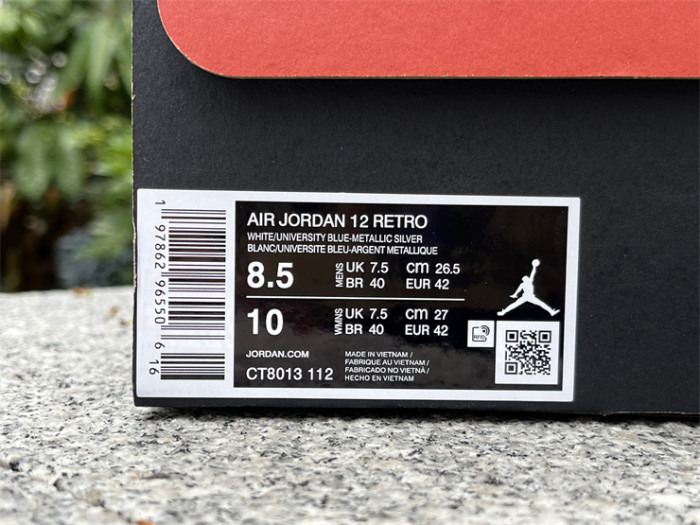 AIR JORDAN 12 RETRO
WHITE/UNIVERSITY BLUE-METALLIC SILVER
BLANC/UNIVERSITE BLEU-ARGENT METALLIQUE
8.5 MENS UK 7.5 cm 26.5
BR 40 EUR 42
10 WMNS UK 7.5 cm 27
BR 40 EUR 42
JORDAN.COM
CT8013 112
MADE IN VIETNAM /
FABRIQUE AU VIETNAM /
FABRICADO NO VIETNÃ /
HECHO EN VIETNAM
RFID
1 97862 96550 6 16